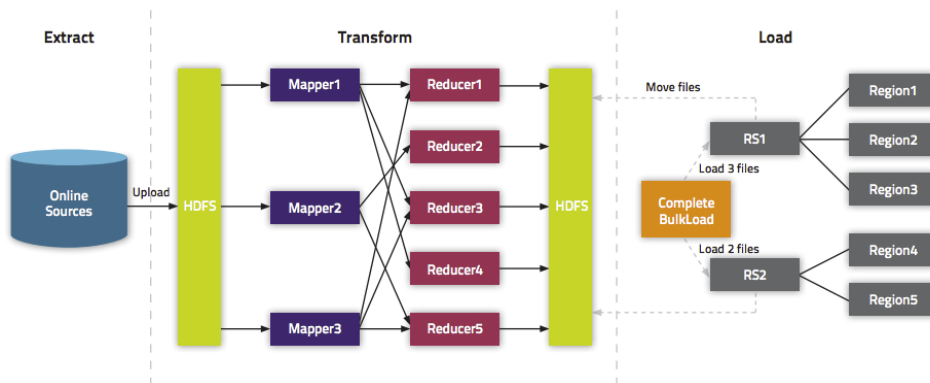 Extract
Transform
Load
Online
Sources
Upload
HDFS
Mapper1
Mapper2
Mapper3
Reducer1
Reducer2
Reducer3
Reducer4
Reducer5
HDFS
Move files
RS1
Load 3 files
Complete
BulkLoad
Load 2 files
RS2
Region1
Region2
Region3
Region4
Region5